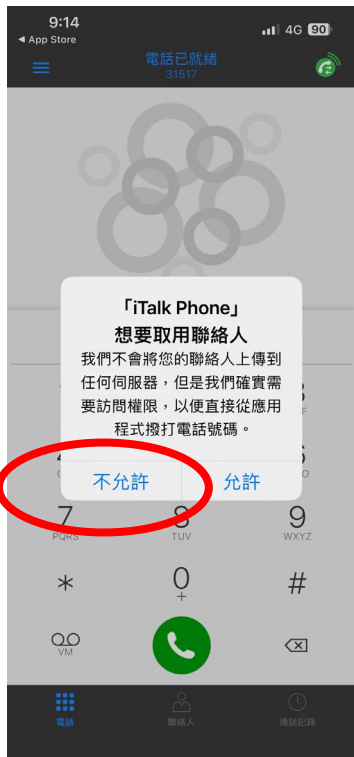 9:14
4G 90
◀ App Store
電話已就緒
31517
「iTalk Phone」
想要取用聯絡人
我們不會將您的聯絡人上傳到
任何伺服器，但是我們確實需
要訪問權限，以便直接從應用
程式撥打電話號碼。
不允許 允許
7 8 9
PQRS TUV WXYZ
* 0 #
+
VM
電話 聯絡人 通話記錄